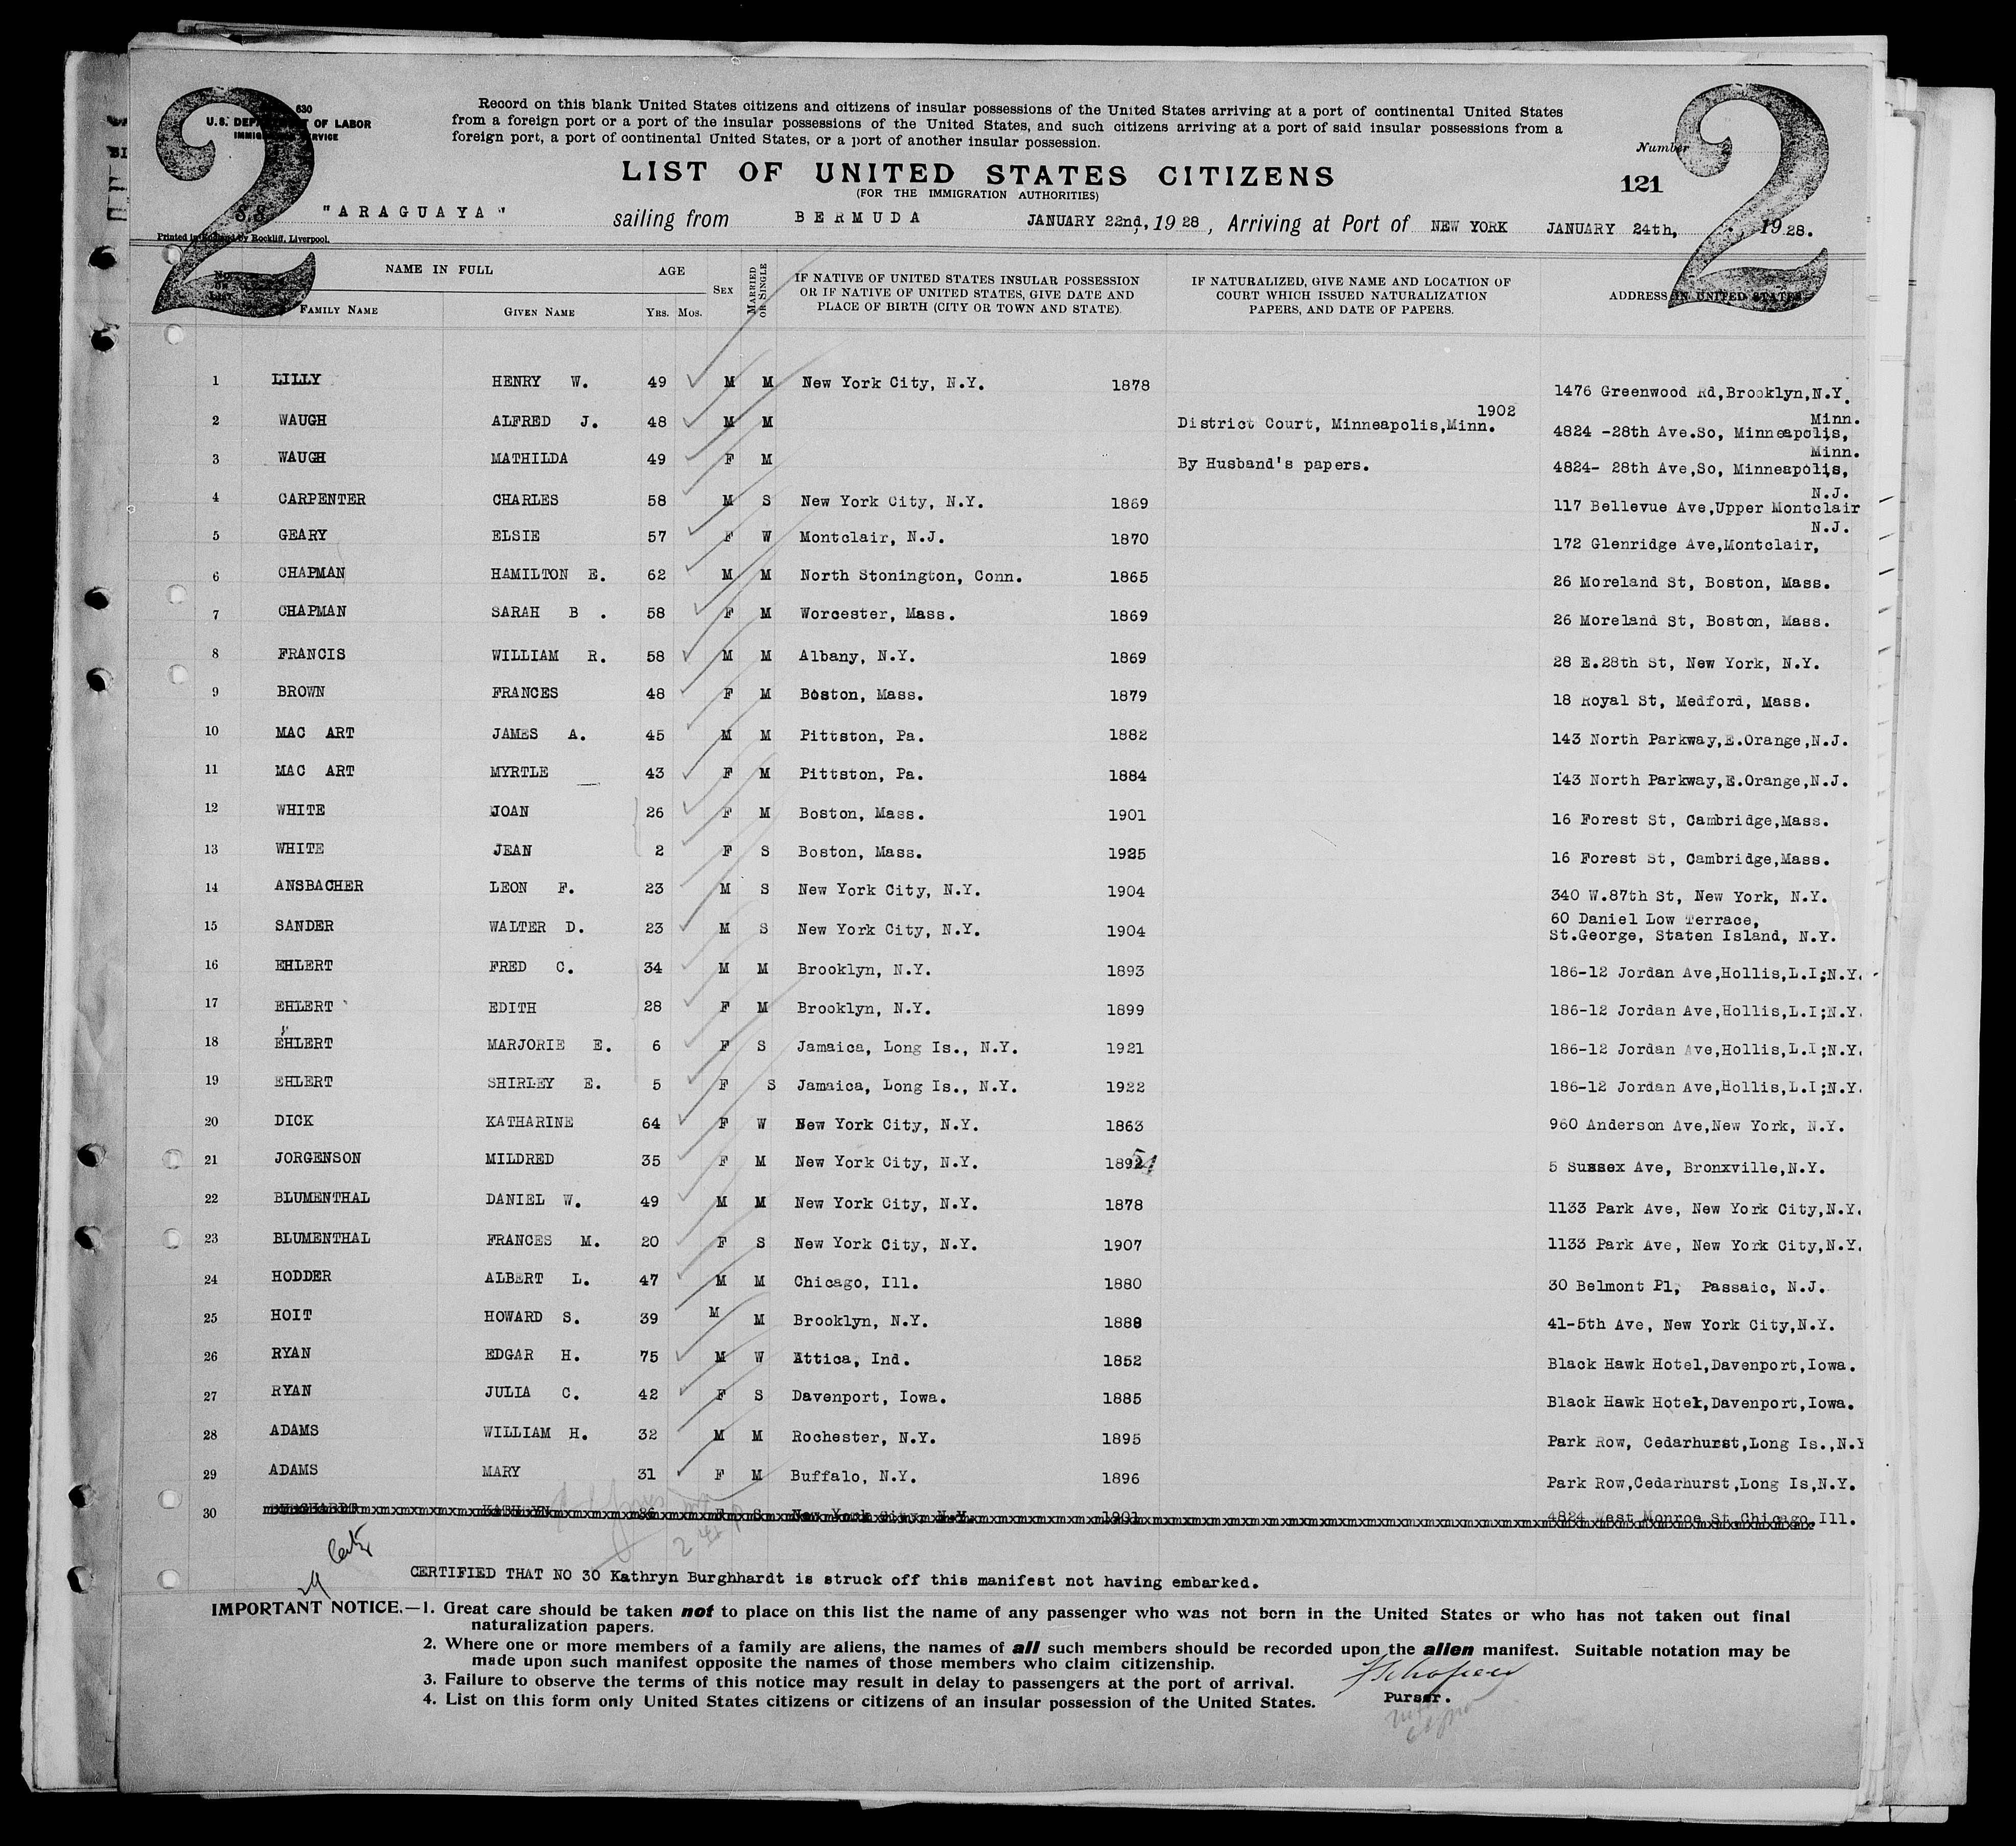 2 2
630
U.S. DEPARTMENT OF LABOR
IMMIGRATION SERVICE
Record on this blank United States citizens and citizens of insular possessions of the United States arriving at a port of continental United States
from a foreign port or a port of the insular possessions of the United States, and such citizens arriving at a port of said insular possessions from a
foreign port, a port of continental United States, or a port of another insular possession.
Number 2
LIST OF UNITED STATES CITIZENS
(FOR THE IMMIGRATION AUTHORITIES)
121
S.S. "ARAGUAYA" sailing from BERMUDA JANUARY 22nd, 1928, Arriving at Port of NEW YORK JANUARY 24th, 1928.
Printed in England by Rockliff, Liverpool.
No. on List NAME IN FULL AGE SEX MARRIED OR SINGLE IF NATIVE OF UNITED STATES INSULAR POSSESSION OR IF NATIVE OF UNITED STATES, GIVE DATE AND PLACE OF BIRTH (CITY OR TOWN AND STATE). IF NATURALIZED, GIVE NAME AND LOCATION OF COURT WHICH ISSUED NATURALIZATION PAPERS, AND DATE OF PAPERS. ADDRESS IN UNITED STATES
FAMILY NAME GIVEN NAME YRS. MOS.
1 LILLY HENRY W. 49 M M New York City, N.Y. 1878 1476 Greenwood Rd,Brooklyn,N.Y.
2 WAUGH ALFRED J. 48 M M District Court, Minneapolis,Minn. 1902 4824 -28th Ave.So, Minneapolis, Minn.
3 WAUGH MATHILDA 49 F M By Husband's papers. 4824- 28th Ave,So, Minneapolis, Minn.
4 CARPENTER CHARLES 58 M S New York City, N.Y. 1869 117 Bellevue Ave,Upper Montclair N.J.
5 GEARY ELSIE 57 F W Montclair, N.J. 1870 172 Glenridge Ave,Montclair, N.J.
6 CHAPMAN HAMILTON E. 62 M M North Stonington, Conn. 1865 26 Moreland St, Boston, Mass.
7 CHAPMAN SARAH B . 58 F M Worcester, Mass. 1869 26 Moreland St, Boston, Mass.
8 FRANCIS WILLIAM R. 58 M M Albany, N.Y. 1869 28 E.28th St, New York, N.Y.
9 BROWN FRANCES 48 F M Boston, Mass. 1879 18 Royal St, Medford, Mass.
10 MAC ART JAMES A. 45 M M Pittston, Pa. 1882 143 North Parkway,E.Orange,N.J.
11 MAC ART MYRTLE 43 F M Pittston, Pa. 1884 143 North Parkway,E.Orange,N.J.
12 WHITE JOAN 26 F M Boston, Mass. 1901 16 Forest St, Cambridge,Mass.
13 WHITE JEAN 2 F S Boston, Mass. 1925 16 Forest St, Cambridge,Mass.
14 ANSBACHER LEON F. 23 M S New York City, N.Y. 1904 340 W.87th St, New York, N.Y.
15 SANDER WALTER D. 23 M S New York City, N.Y. 1904 60 Daniel Low Terrace,
St.George, Staten Island, N.Y.
16 EHLERT FRED C. 34 M M Brooklyn, N.Y. 1893 186-12 Jordan Ave,Hollis,L.I;N.Y.
17 EHLERT EDITH 28 F M Brooklyn, N.Y. 1899 186-12 Jordan Ave,Hollis,L.I;N.Y.
18 EHLERT MARJORIE E. 6 F S Jamaica, Long Is., N.Y. 1921 186-12 Jordan Ave,Hollis,L.I;N.Y.
19 EHLERT SHIRLEY E. 5 F S Jamaica, Long Is., N.Y. 1922 186-12 Jordan Ave,Hollis,L.I;N.Y.
20 DICK KATHARINE 64 F W New York City, N.Y. 1863 960 Anderson Ave,New York, N.Y.
21 JORGENSON MILDRED 35 F M New York City, N.Y. 1892 5 Sussex Ave, Bronxville,N.Y.
22 BLUMENTHAL DANIEL W. 49 M M New York City, N.Y. 1878 1133 Park Ave, New York City,N.Y.
23 BLUMENTHAL FRANCES M. 20 F S New York City, N.Y. 1907 1133 Park Ave, New York City,N.Y.
24 HODDER ALBERT L. 47 M M Chicago, Ill. 1880 30 Belmont Pl, Passaic, N.J.
25 HOIT HOWARD S. 39 M M Brooklyn, N.Y. 1888 41-5th Ave, New York City,N.Y.
26 RYAN EDGAR H. 75 M W Attica, Ind. 1852 Black Hawk Hotel,Davenport,Iowa.
27 RYAN JULIA C. 42 F S Davenport, Iowa. 1885 Black Hawk Hotel,Davenport,Iowa.
28 ADAMS WILLIAM H. 32 M M Rochester, N.Y. 1895 Park Row, Cedarhurst,Long Is.,N.Y
29 ADAMS MARY 31 F M Buffalo, N.Y. 1896 Park Row,Cedarhurst,Long Is,N.Y.
30 BURGHARDT KATHRYN 26 F S New York City, N.Y. 1901 4824 West Monroe St,Chicago,Ill.
CERTIFIED THAT NO 30 Kathryn Burghhardt is struck off this manifest not having embarked.
IMPORTANT NOTICE.—1. Great care should be taken not to place on this list the name of any passenger who was not born in the United States or who has not taken out final
naturalization papers.
2. Where one or more members of a family are aliens, the names of all such members should be recorded upon the alien manifest. Suitable notation may be
made upon such manifest opposite the names of those members who claim citizenship.
3. Failure to observe the terms of this notice may result in delay to passengers at the port of arrival.
4. List on this form only United States citizens or citizens of an insular possession of the United States.
Purser.